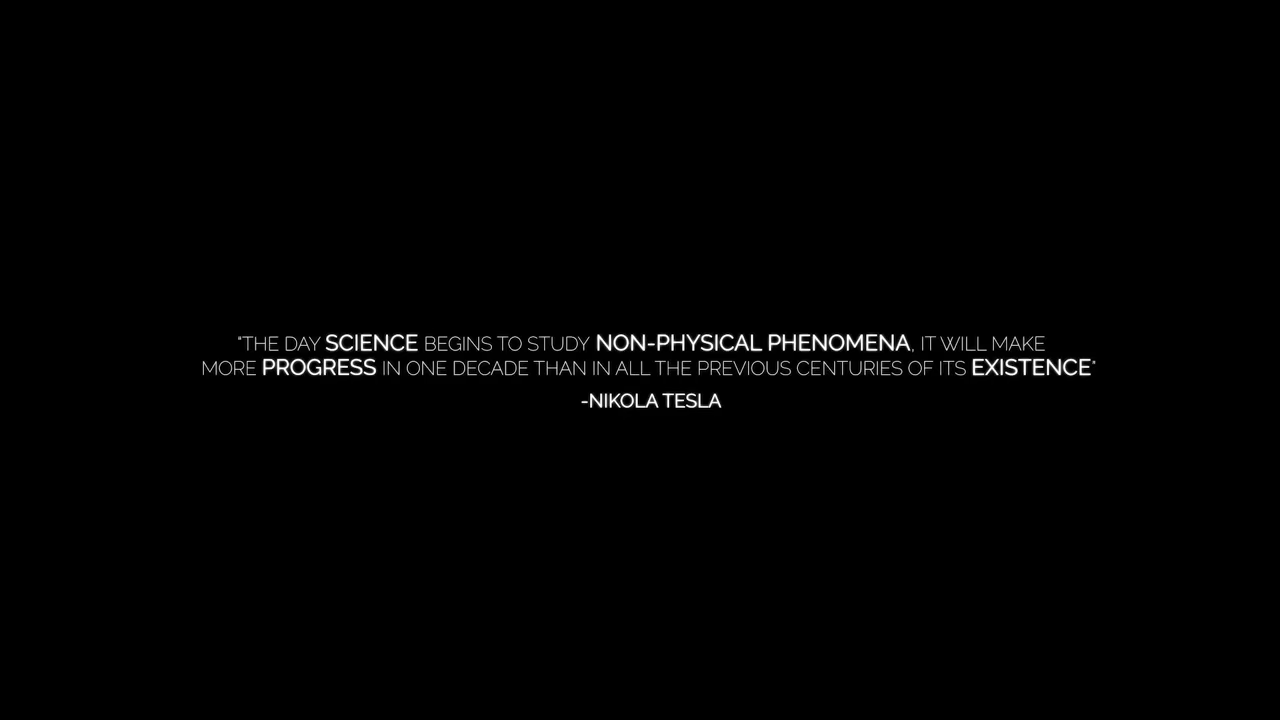 "THE DAY SCIENCE BEGINS TO STUDY NON-PHYSICAL PHENOMENA, IT WILL MAKE
MORE PROGRESS IN ONE DECADE THAN IN ALL THE PREVIOUS CENTURIES OF ITS EXISTENCE"
-NIKOLA TESLA